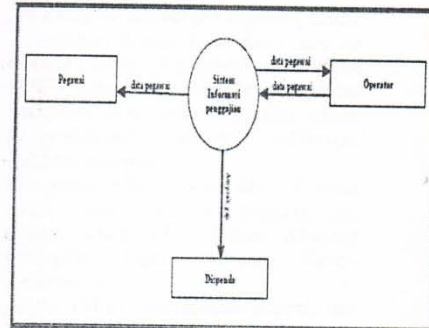 data pegawai
Pegawai
data pegawai
Sistem
Informasi
penggajian
data pegawai
Operator
Dispenda